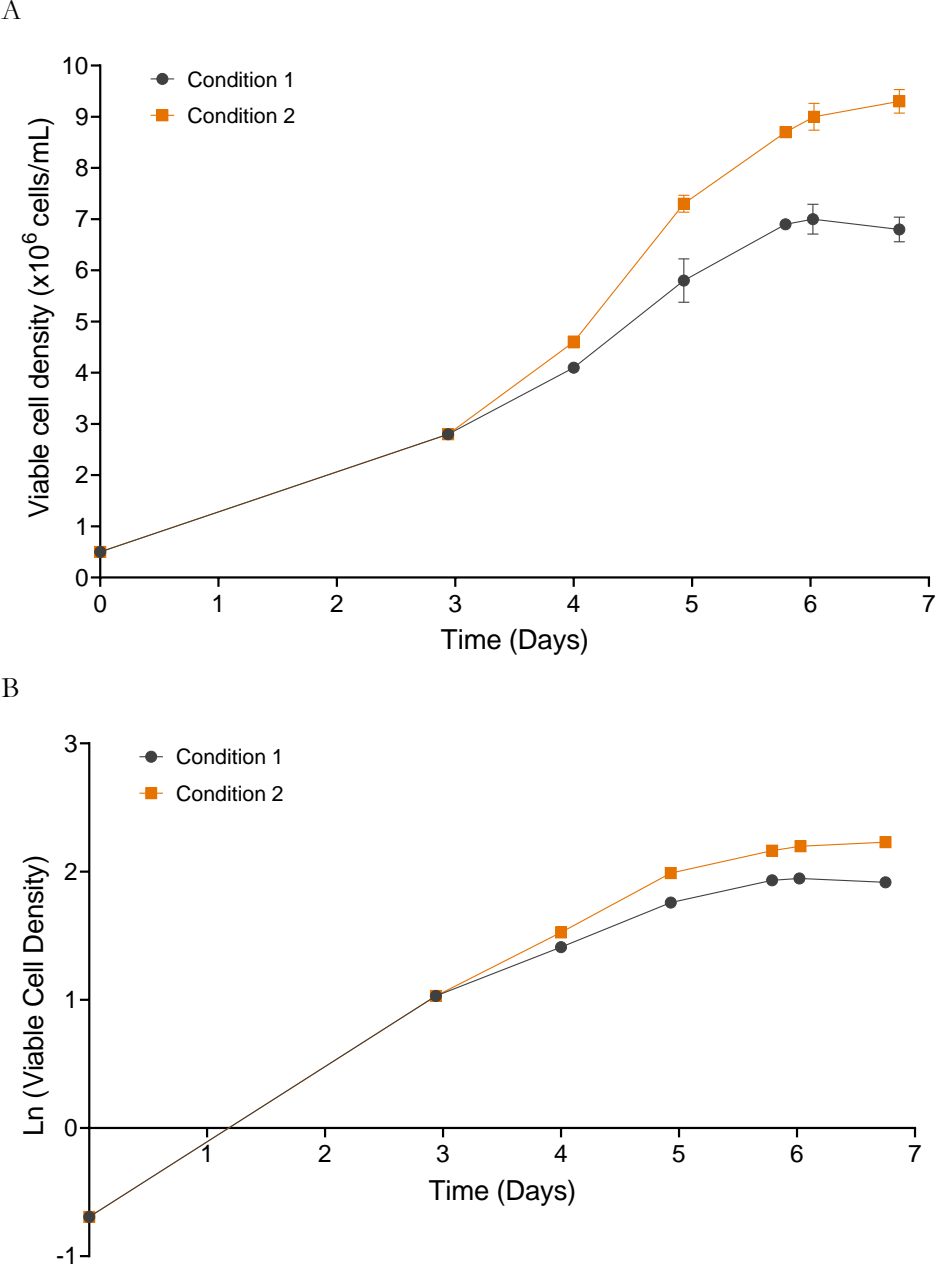 A
10
9
8
7
6
5
4
3
2
1
0
Viable cell density (x10⁶ cells/mL)
Condition 1
Condition 2
0 1 2 3 4 5 6 7
Time (Days)
B
3
2
1
0
-1
Ln (Viable Cell Density)
Condition 1
Condition 2
1 2 3 4 5 6 7
Time (Days)